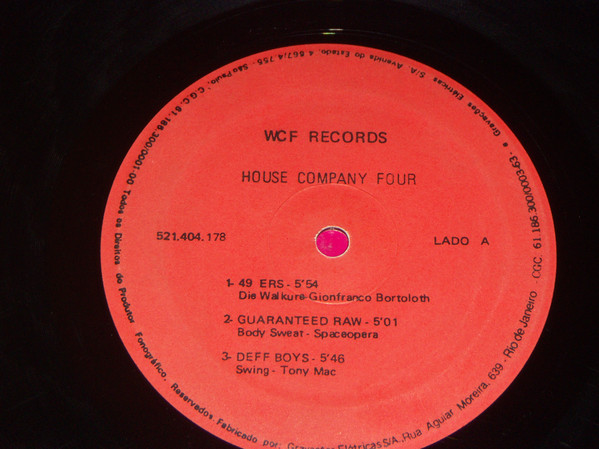 WCF RECORDS
HOUSE COMPANY FOUR
521.404.178
LADO A
1- 49 ERS - 5'54
Die Walkure-Gionfranco Bortoloth
2- GUARANTEED RAW - 5'01
Body Sweat - Spaceopera
3- DEFF BOYS - 5'46
Swing - Tony Mac
Todos os Direitos do Produtor Fonográfico. Reservados Fabricado por: Gravações Elétricas S/A., Rua Aguiar Moreira, 639 - Rio de Janeiro - CGC. 61.186.300/0003-63 - e Gravações Elétricas S/A. Avenida do Estado, 4.567/4.755 - São Paulo. - C.G.C. 61.186.300/0001-00